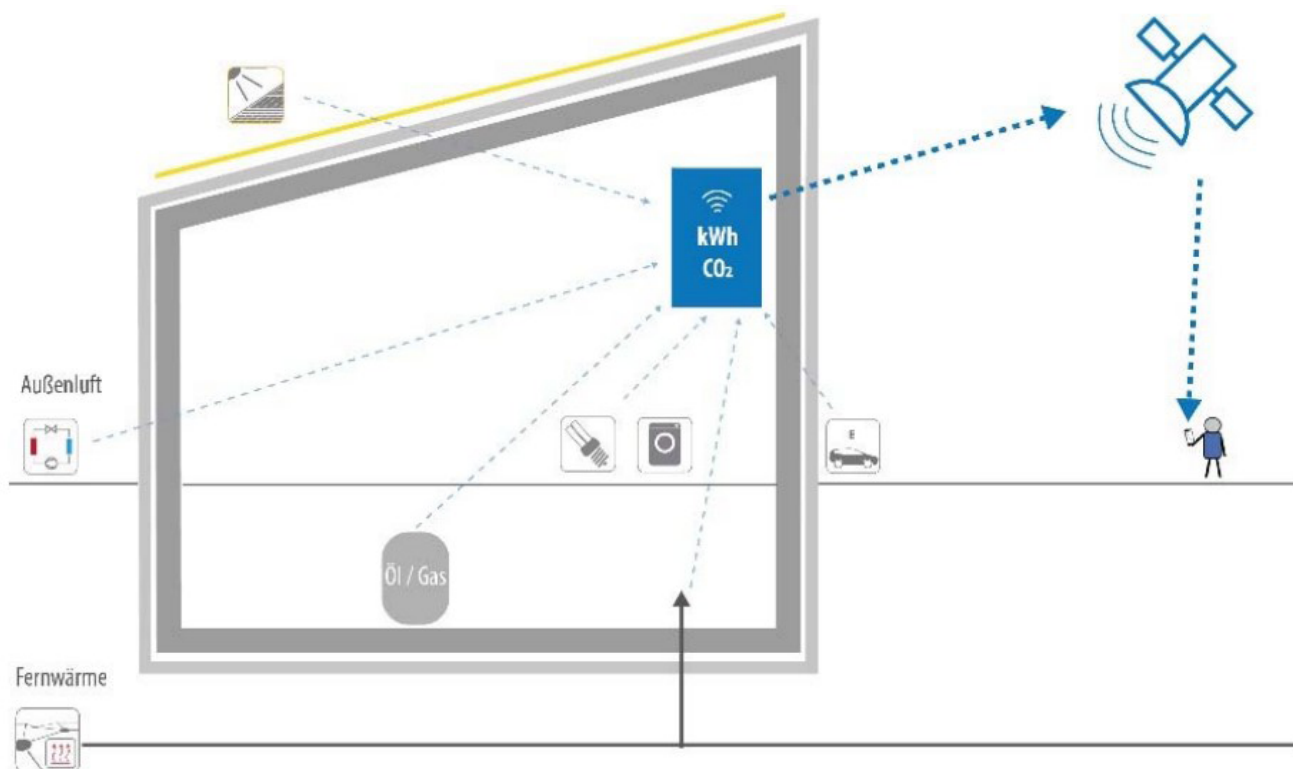 kWh
CO₂
Außenluft
E
Öl / Gas
Fernwärme